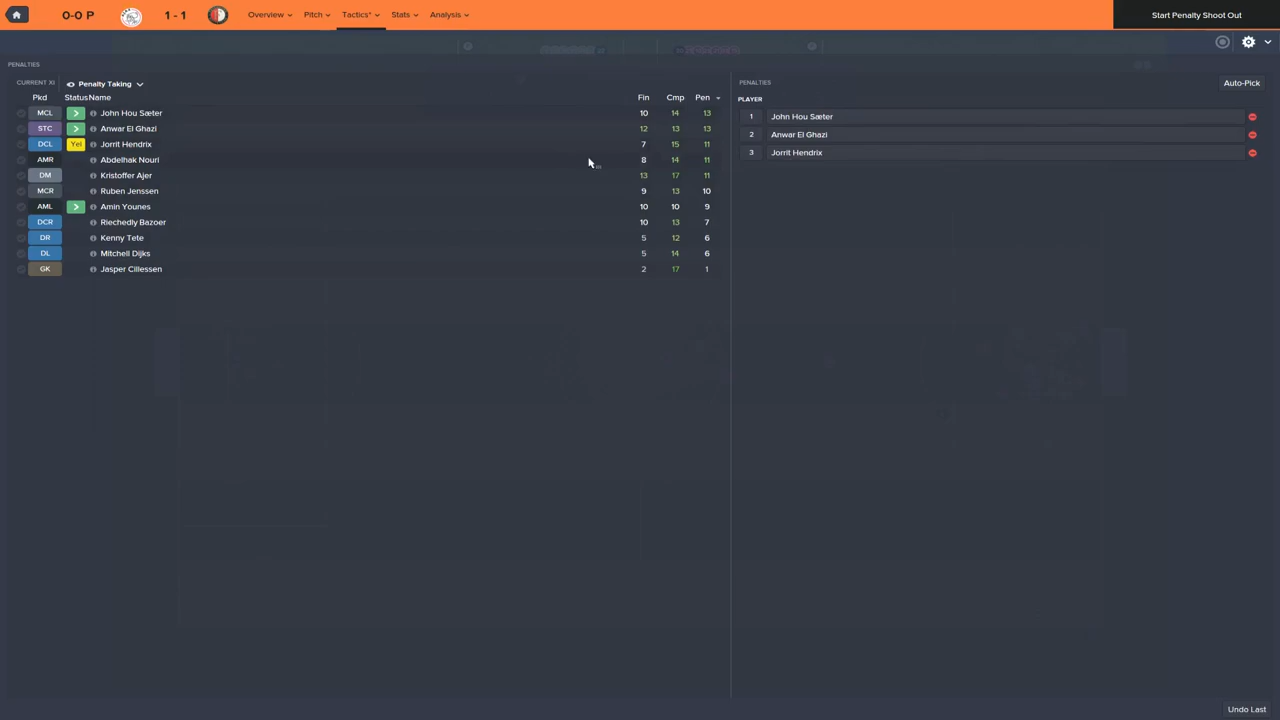 0-0 P 1 - 1 Overview Pitch Tactics* Stats Analysis Start Penalty Shoot Out
PENALTIES
CURRENT XI Penalty Taking
Pkd Status Name Fin Cmp Pen
MCL John Hou Sæter 10 14 13
STC Anwar El Ghazi 12 13 13
DCL Yel Jorrit Hendrix 7 15 11
AMR Abdelhak Nouri 8 14 11
DM Kristoffer Ajer 13 17 11
MCR Ruben Jenssen 9 13 10
AML Amin Younes 10 10 9
DCR Riechedly Bazoer 10 13 7
DR Kenny Tete 5 12 6
DL Mitchell Dijks 5 14 6
GK Jasper Cillessen 2 17 1
PENALTIES Auto-Pick
PLAYER
1 John Hou Sæter
2 Anwar El Ghazi
3 Jorrit Hendrix
Undo Last